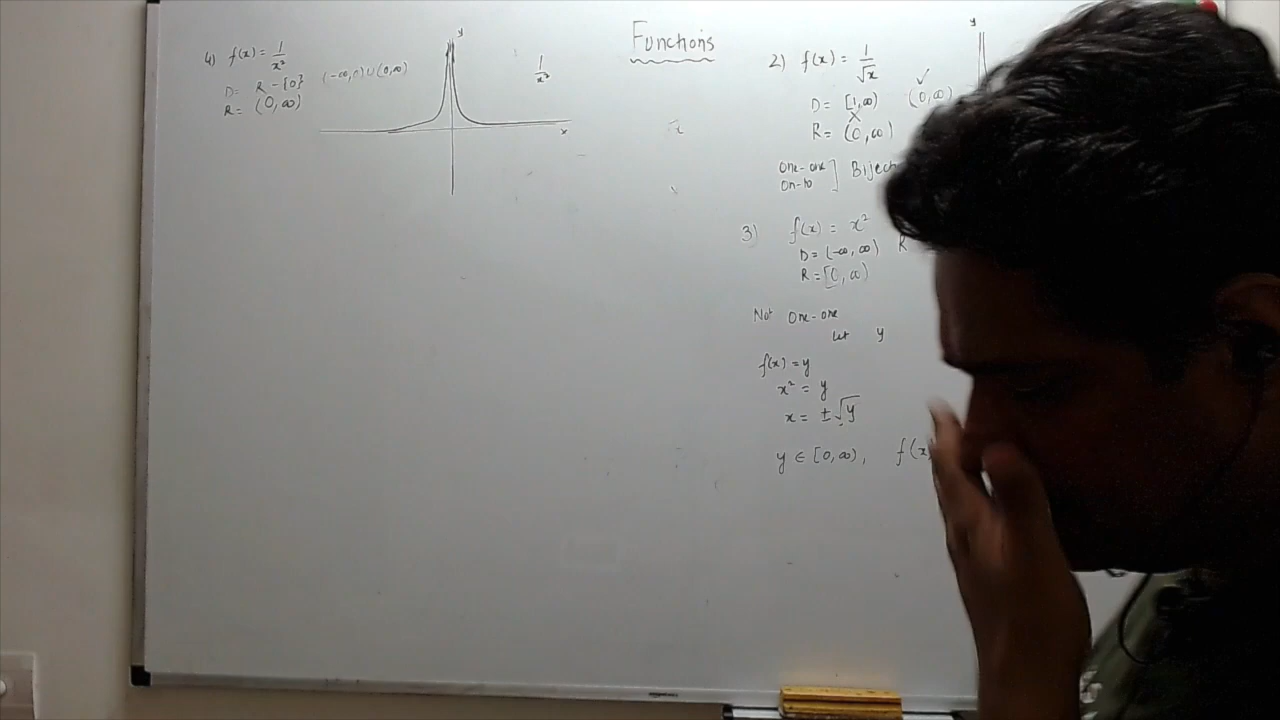 Functions
4) f(x) = 1/x²
D = R - {0} (-∞,0) ∪ (0,∞)
R = (0,∞)
y
x
1/x²
2) f(x) = 1/√x
D = [1,∞) (0,∞) ✓
×
R = (0,∞)
one-one
on-to ] Biject
3) f(x) = x²
D = (-∞,∞) R
R = [0,∞)
Not one-one
let y
f(x) = y
x² = y
x = ±√y
y ∈ [0,∞), f(x)
y